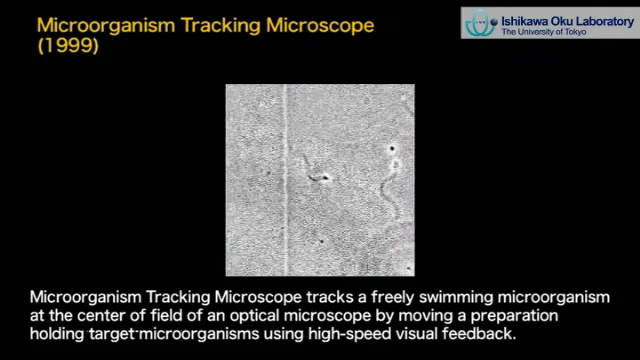 Microorganism Tracking Microscope
(1999)
Ishikawa Oku Laboratory
The University of Tokyo
Microorganism Tracking Microscope tracks a freely swimming microorganism
at the center of field of an optical microscope by moving a preparation
holding target microorganisms using high-speed visual feedback.